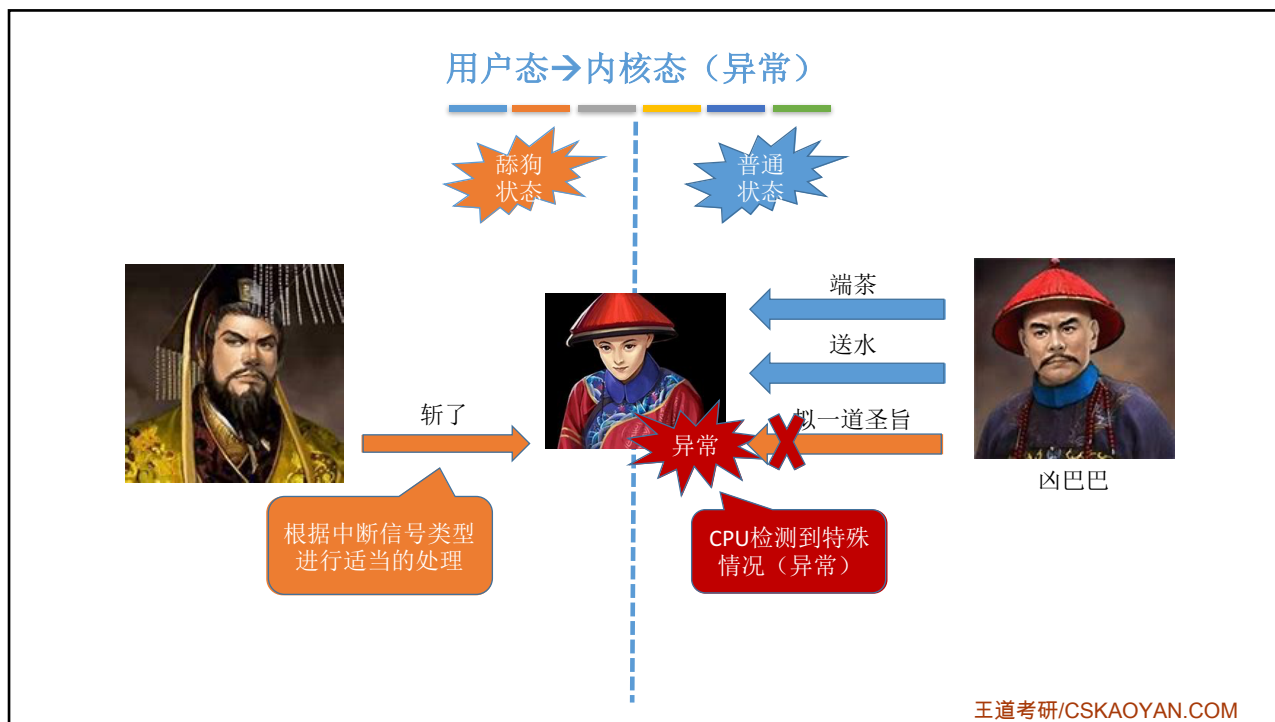 用户态→内核态（异常）
舔狗
状态
普通
状态
端茶
送水
斩了
拟一道圣旨
异常
凶巴巴
根据中断信号类型
进行适当的处理
CPU检测到特殊
情况（异常）
王道考研/CSKAOYAN.COM